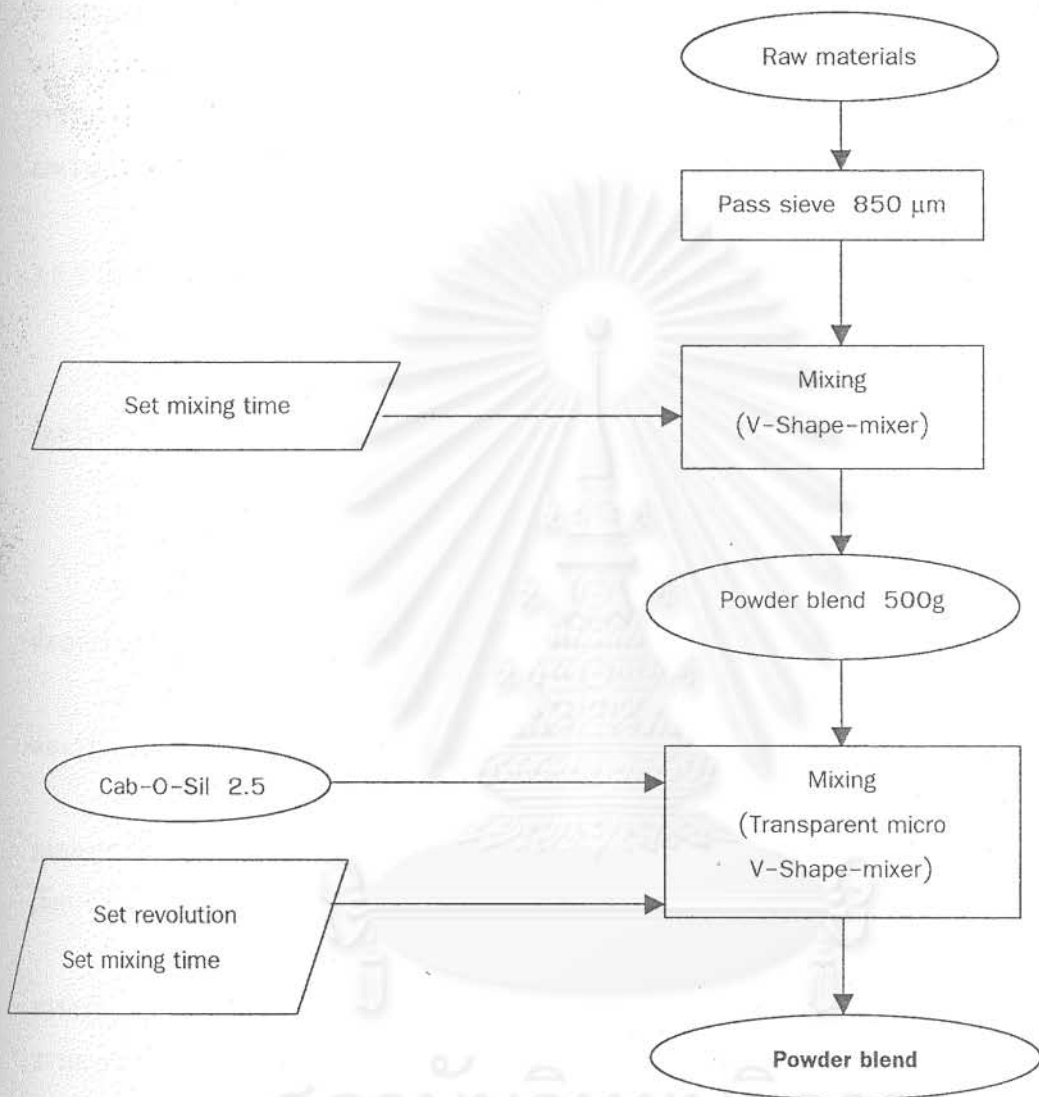 Raw materials
Pass sieve 850 μm
Set mixing time
Mixing
(V-Shape-mixer)
Powder blend 500g
Cab-O-Sil 2.5
Mixing
(Transparent micro
V-Shape-mixer)
Set revolution
Set mixing time
Powder blend